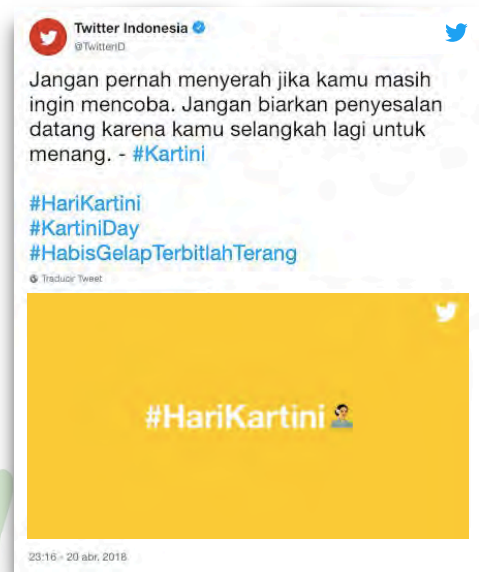 Twitter Indonesia
@TwitterID
Jangan pernah menyerah jika kamu masih
ingin mencoba. Jangan biarkan penyesalan
datang karena kamu selangkah lagi untuk
menang. - #Kartini
#HariKartini
#KartiniDay
#HabisGelapTerbitlahTerang
Traducir Tweet
#HariKartini
23:16 - 20 abr. 2018